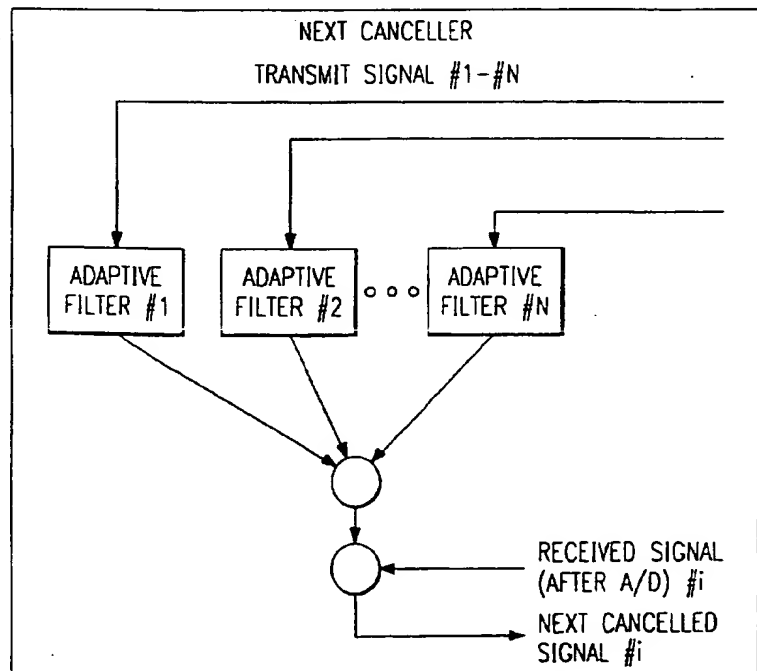 NEXT CANCELLER
TRANSMIT SIGNAL #1-#N
ADAPTIVE
FILTER #1
ADAPTIVE
FILTER #2
ADAPTIVE
FILTER #N
RECEIVED SIGNAL
(AFTER A/D) #i
NEXT CANCELLED
SIGNAL #i